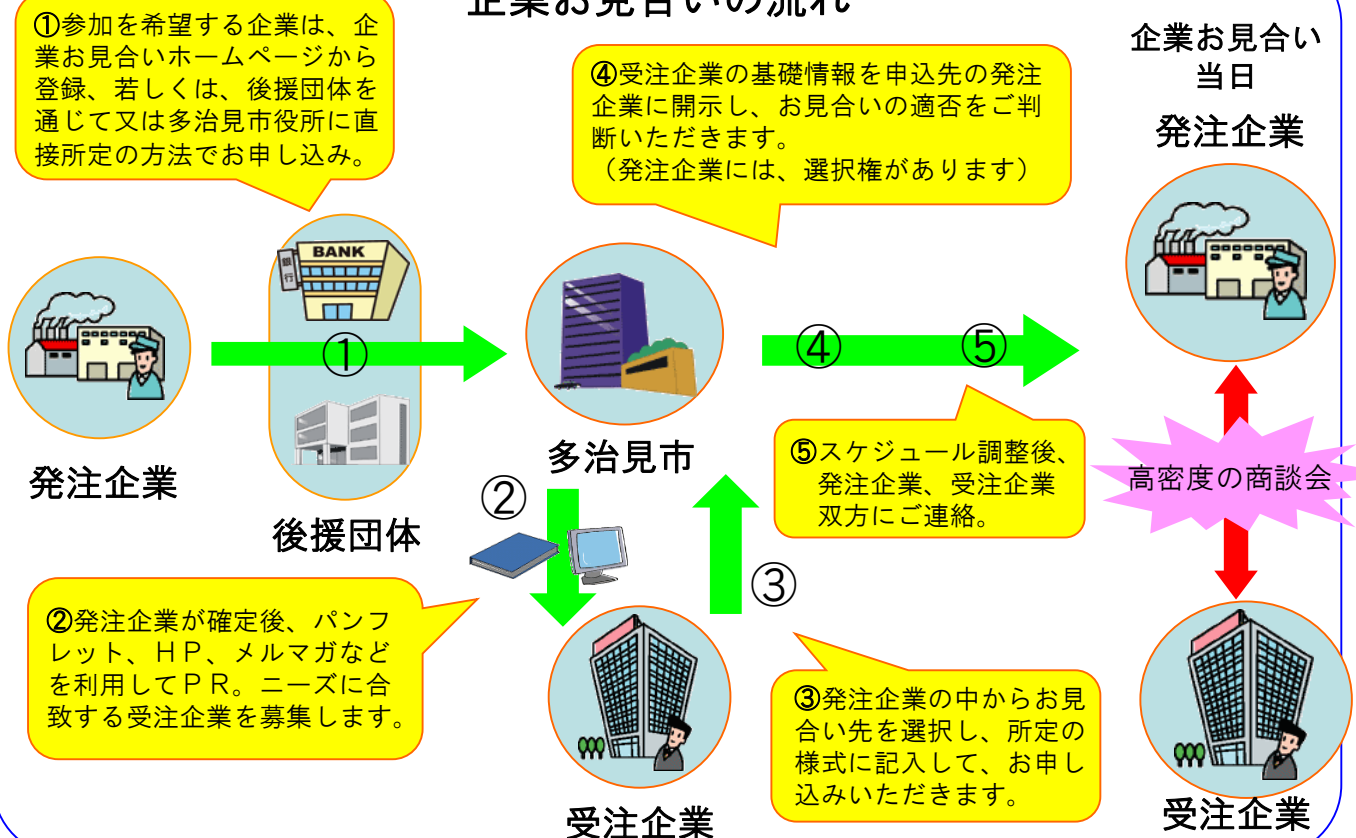 企業お見合いの流れ
①参加を希望する企業は、企
業お見合いホームページから
登録、若しくは、後援団体を
通じて又は多治見市役所に直
接所定の方法でお申し込み。
④受注企業の基礎情報を申込先の発注
企業に開示し、お見合いの適否をご判
断いただきます。
（発注企業には、選択権があります）
企業お見合い
当日
発注企業
BANK
銀
行
①
④
⑤
発注企業
後援団体
多治見市
⑤スケジュール調整後、
発注企業、受注企業
双方にご連絡。
高密度の商談会
②
③
②発注企業が確定後、パンフ
レット、ＨＰ、メルマガなど
を利用してＰＲ。ニーズに合
致する受注企業を募集します。
③発注企業の中からお見
合い先を選択し、所定の
様式に記入して、お申し
込みいただきます。
受注企業
受注企業